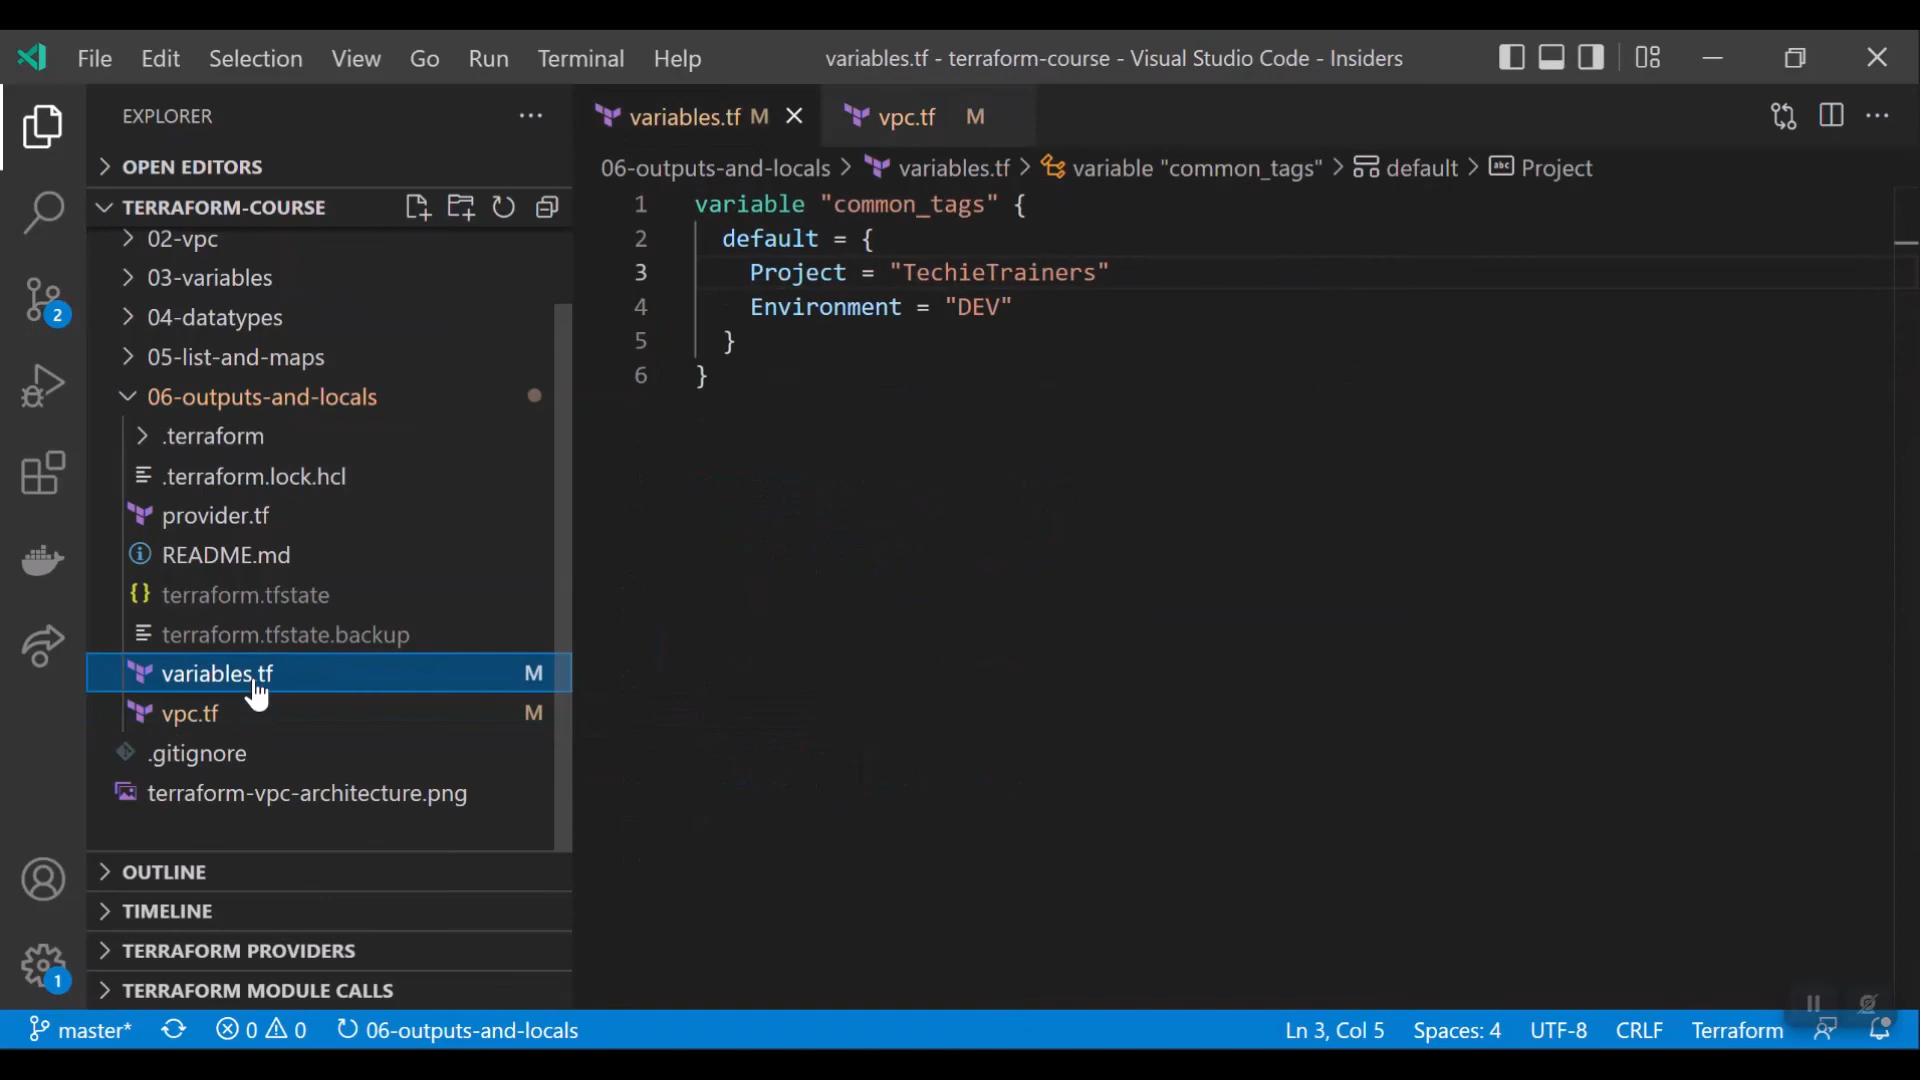 File Edit Selection View Go Run Terminal Help variables.tf - terraform-course - Visual Studio Code - Insiders
EXPLORER
OPEN EDITORS
TERRAFORM-COURSE
02-vpc
03-variables
04-datatypes
05-list-and-maps
06-outputs-and-locals
.terraform
.terraform.lock.hcl
provider.tf
README.md
terraform.tfstate
terraform.tfstate.backup
variables.tf M
vpc.tf M
.gitignore
terraform-vpc-architecture.png
OUTLINE
TIMELINE
TERRAFORM PROVIDERS
TERRAFORM MODULE CALLS
2
1
variables.tf M vpc.tf M
06-outputs-and-locals > variables.tf > variable "common_tags" > default > abc Project
1 variable "common_tags" {
2 default = {
3 Project = "TechieTrainers"
4 Environment = "DEV"
5 }
6 }
master* 0 0 06-outputs-and-locals Ln 3, Col 5 Spaces: 4 UTF-8 CRLF Terraform